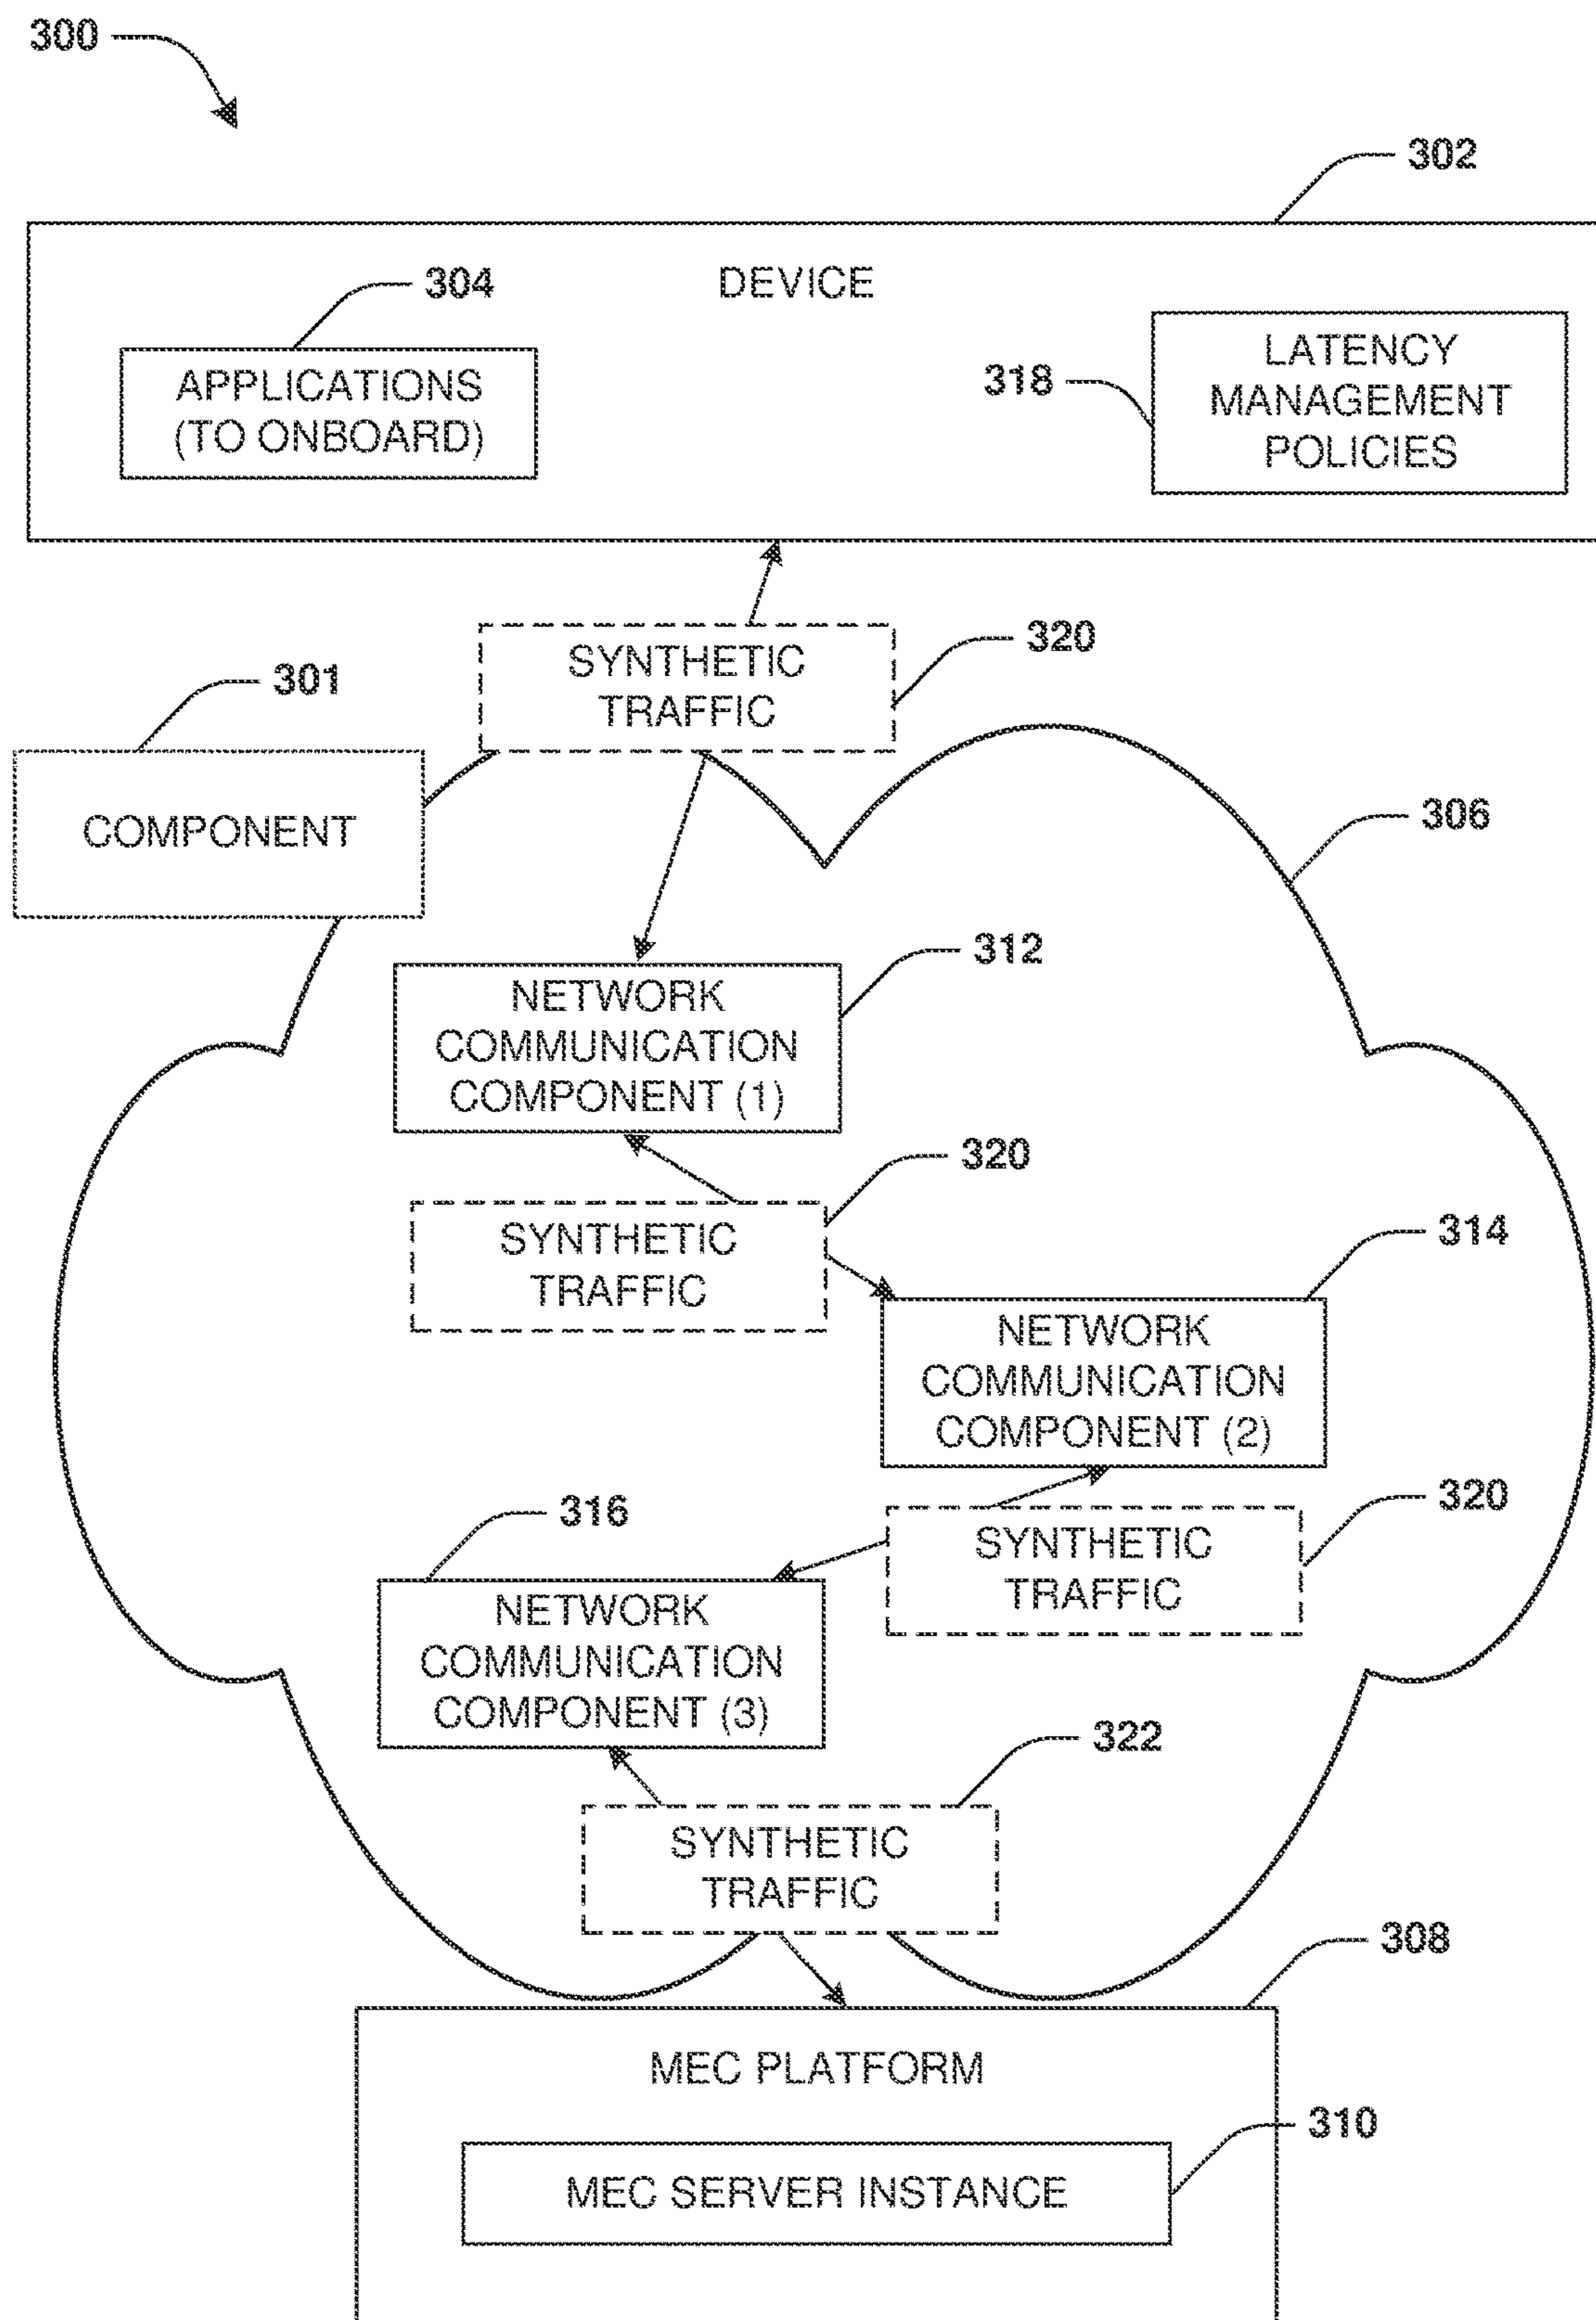 300
302
304
DEVICE
APPLICATIONS
(TO ONBOARD)
318
LATENCY
MANAGEMENT
POLICIES
SYNTHETIC
TRAFFIC
320
301
COMPONENT
306
312
NETWORK
COMMUNICATION
COMPONENT (1)
320
SYNTHETIC
TRAFFIC
314
NETWORK
COMMUNICATION
COMPONENT (2)
320
SYNTHETIC
TRAFFIC
316
NETWORK
COMMUNICATION
COMPONENT (3)
322
SYNTHETIC
TRAFFIC
308
MEC PLATFORM
310
MEC SERVER INSTANCE